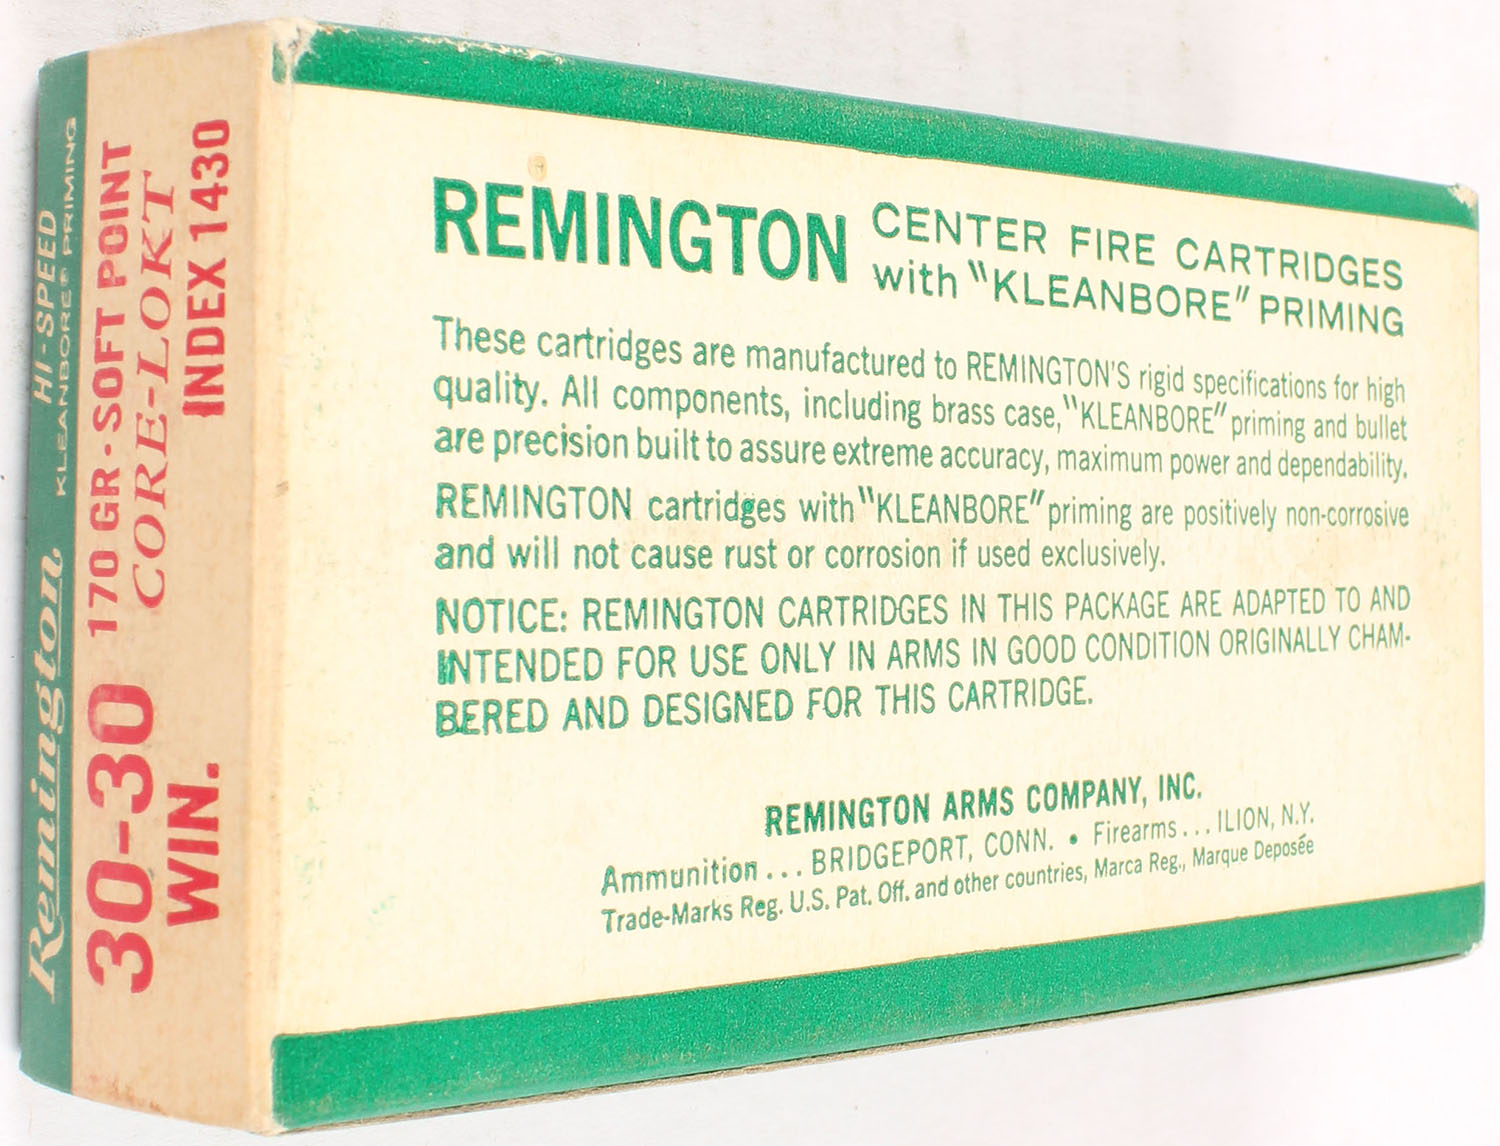 Remington
HI-SPEED
KLEANBORE® PRIMING
30-30
WIN.
170 GR · SOFT POINT
CORE-LOKT
INDEX 1430
REMINGTON CENTER FIRE CARTRIDGES
with "KLEANBORE" PRIMING
These cartridges are manufactured to REMINGTON'S rigid specifications for high
quality. All components, including brass case, "KLEANBORE" priming and bullet
are precision built to assure extreme accuracy, maximum power and dependability.
REMINGTON cartridges with "KLEANBORE" priming are positively non-corrosive
and will not cause rust or corrosion if used exclusively.
NOTICE: REMINGTON CARTRIDGES IN THIS PACKAGE ARE ADAPTED TO AND
INTENDED FOR USE ONLY IN ARMS IN GOOD CONDITION ORIGINALLY CHAM-
BERED AND DESIGNED FOR THIS CARTRIDGE.
REMINGTON ARMS COMPANY, INC.
Ammunition... BRIDGEPORT, CONN. • Firearms... ILION, N.Y.
Trade-Marks Reg. U.S. Pat. Off. and other countries, Marca Reg., Marque Deposée